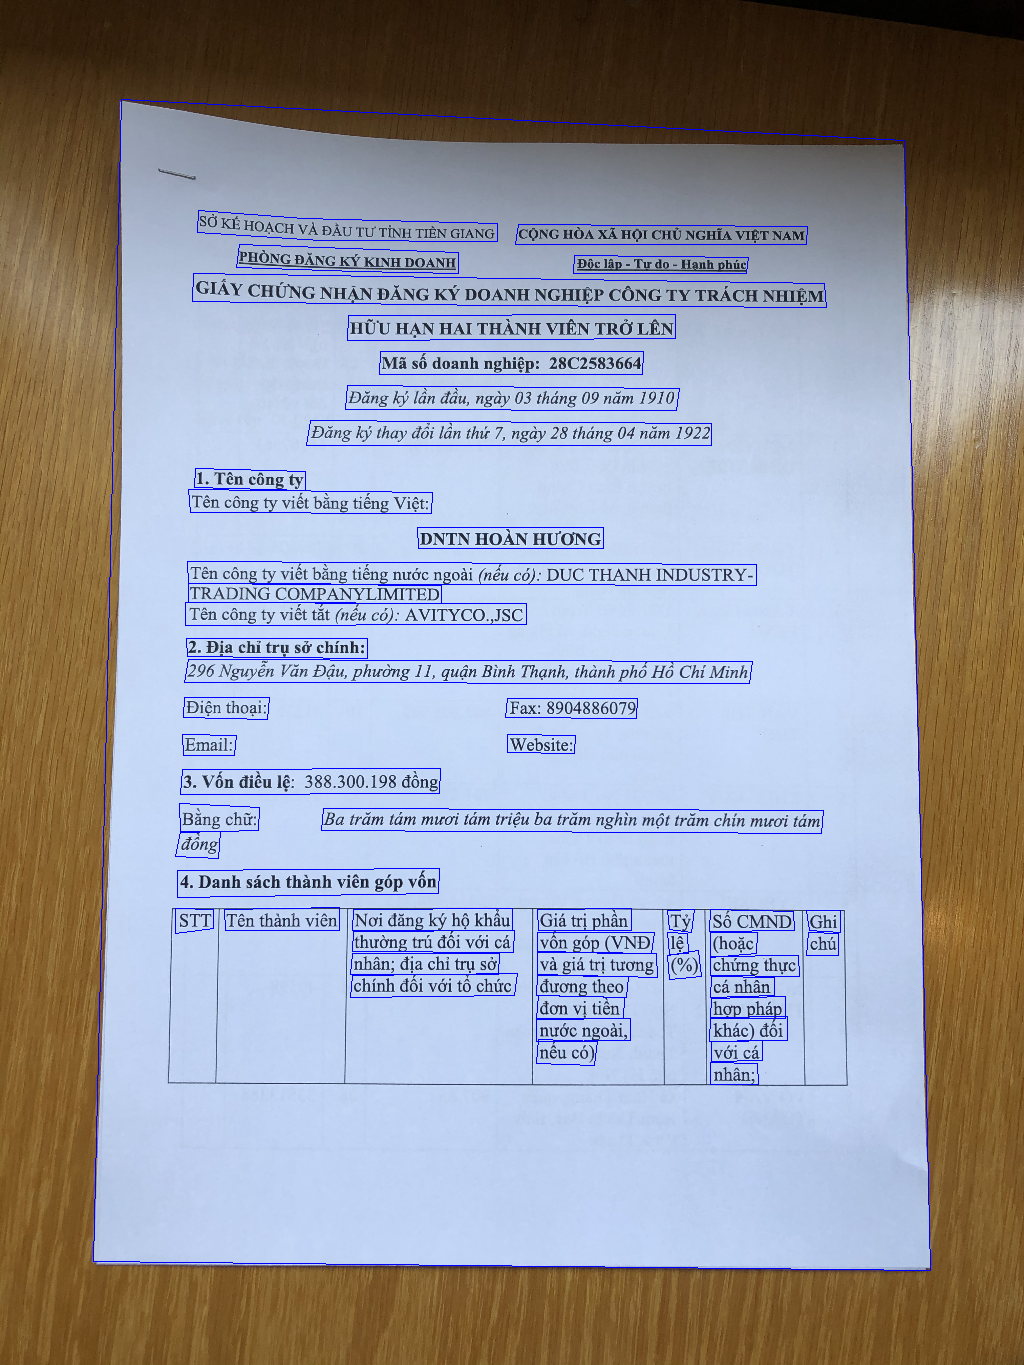 SỞ KẾ HOẠCH VÀ ĐẦU TƯ TỈNH TIỀN GIANG
CỘNG HÒA XÃ HỘI CHỦ NGHĨA VIỆT NAM
PHÒNG ĐĂNG KÝ KINH DOANH
Độc lập - Tự do - Hạnh phúc
GIẤY CHỨNG NHẬN ĐĂNG KÝ DOANH NGHIỆP CÔNG TY TRÁCH NHIỆM
HỮU HẠN HAI THÀNH VIÊN TRỞ LÊN
Mã số doanh nghiệp: 28C2583664
Đăng ký lần đầu, ngày 03 tháng 09 năm 1910
Đăng ký thay đổi lần thứ 7, ngày 28 tháng 04 năm 1922
1. Tên công ty
Tên công ty viết bằng tiếng Việt:
DNTN HOÀN HƯƠNG
Tên công ty viết bằng tiếng nước ngoài (nếu có): DUC THANH INDUSTRY-
TRADING COMPANYLIMITED
Tên công ty viết tắt (nếu có): AVITYCO.,JSC
2. Địa chỉ trụ sở chính:
296 Nguyễn Văn Đậu, phường 11, quận Bình Thạnh, thành phố Hồ Chí Minh
Điện thoại:
Fax: 8904886079
Email:
Website:
3. Vốn điều lệ: 388.300.198 đồng
Bằng chữ: Ba trăm tám mươi tám triệu ba trăm nghìn một trăm chín mươi tám
đồng
4. Danh sách thành viên góp vốn
STT
Tên thành viên
Nơi đăng ký hộ khẩu
thường trú đối với cá
nhân; địa chỉ trụ sở
chính đối với tổ chức
Giá trị phần
vốn góp (VNĐ
và giá trị tương
đương theo
đơn vị tiền
nước ngoài,
nếu có)
Tỷ
lệ
(%)
Số CMND
(hoặc
chứng thực
cá nhân
hợp pháp
khác) đối
với cá
nhân;
Ghi
chú